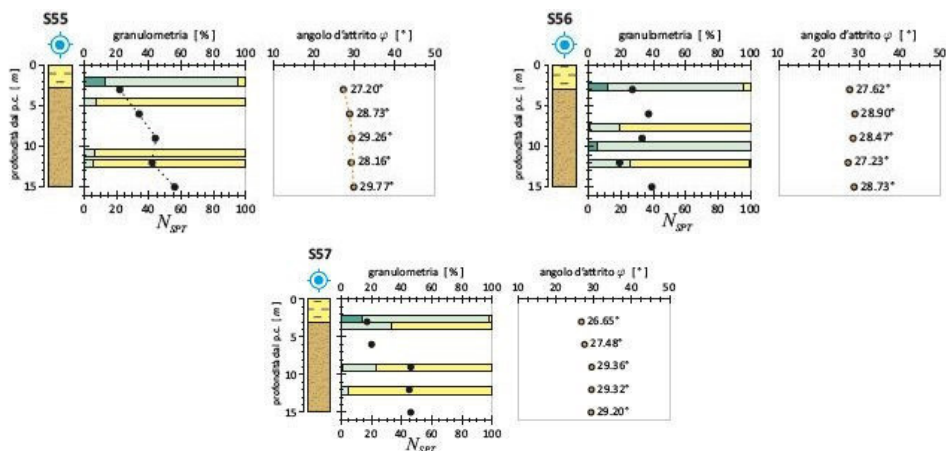 S55
granulometria [ % ]
angolo d'attrito φ [ ° ]
0 20 40 60 80 100
10 20 30 40 50
profondità dal p.c. [ m ]
0
5
10
15
27.20°
28.73°
29.26°
28.16°
29.77°
0 20 40 60 80 100
N SPT
S56
granulometria [ % ]
angolo d'attrito φ [ ° ]
0 20 40 60 80 100
10 20 30 40 50
profondità dal p.c. [ m ]
0
5
10
15
27.62°
28.90°
28.47°
27.23°
28.73°
0 20 40 60 80 100
N SPT
S57
granulometria [ % ]
angolo d'attrito φ [ ° ]
0 20 40 60 80 100
10 20 30 40 50
profondità dal p.c. [ m ]
0
5
10
15
26.65°
27.48°
29.36°
29.32°
29.20°
0 20 40 60 80 100
N SPT